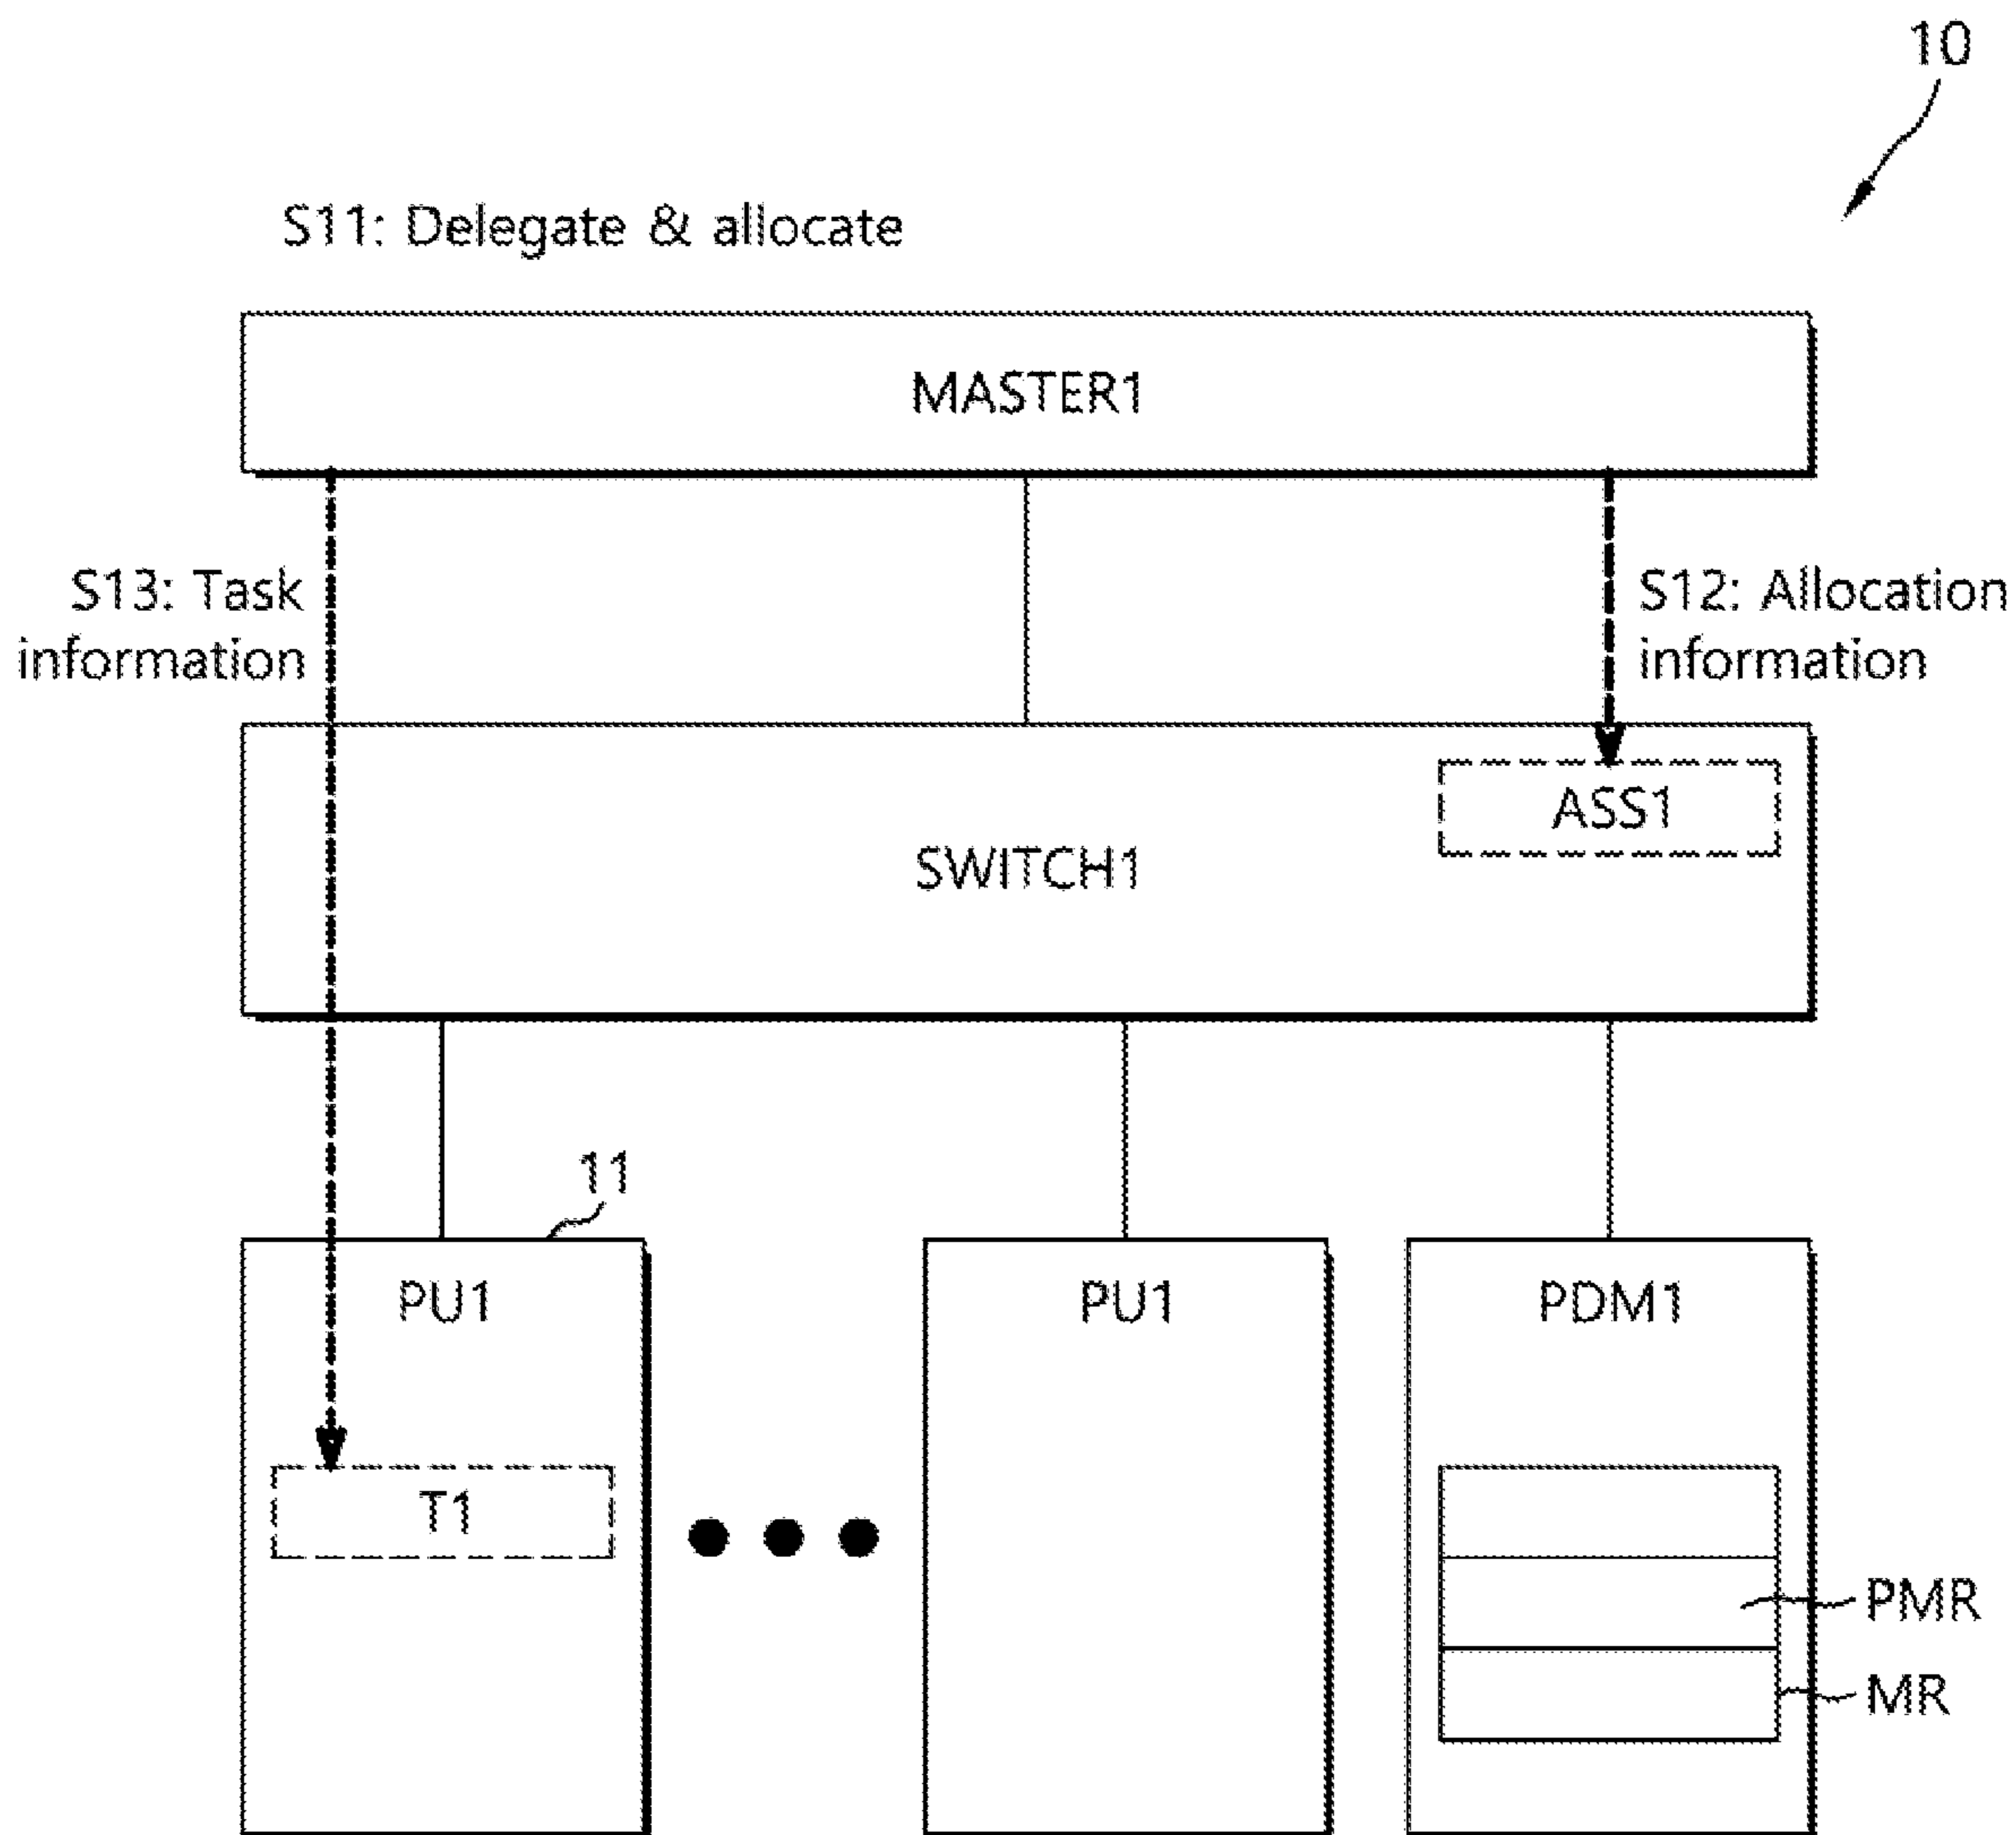 10
S11: Delegate & allocate
MASTER1
S13: Task
information
S12: Allocation
information
ASS1
SWITCH1
11
PU1
PU1
PDM1
T1
PMR
MR